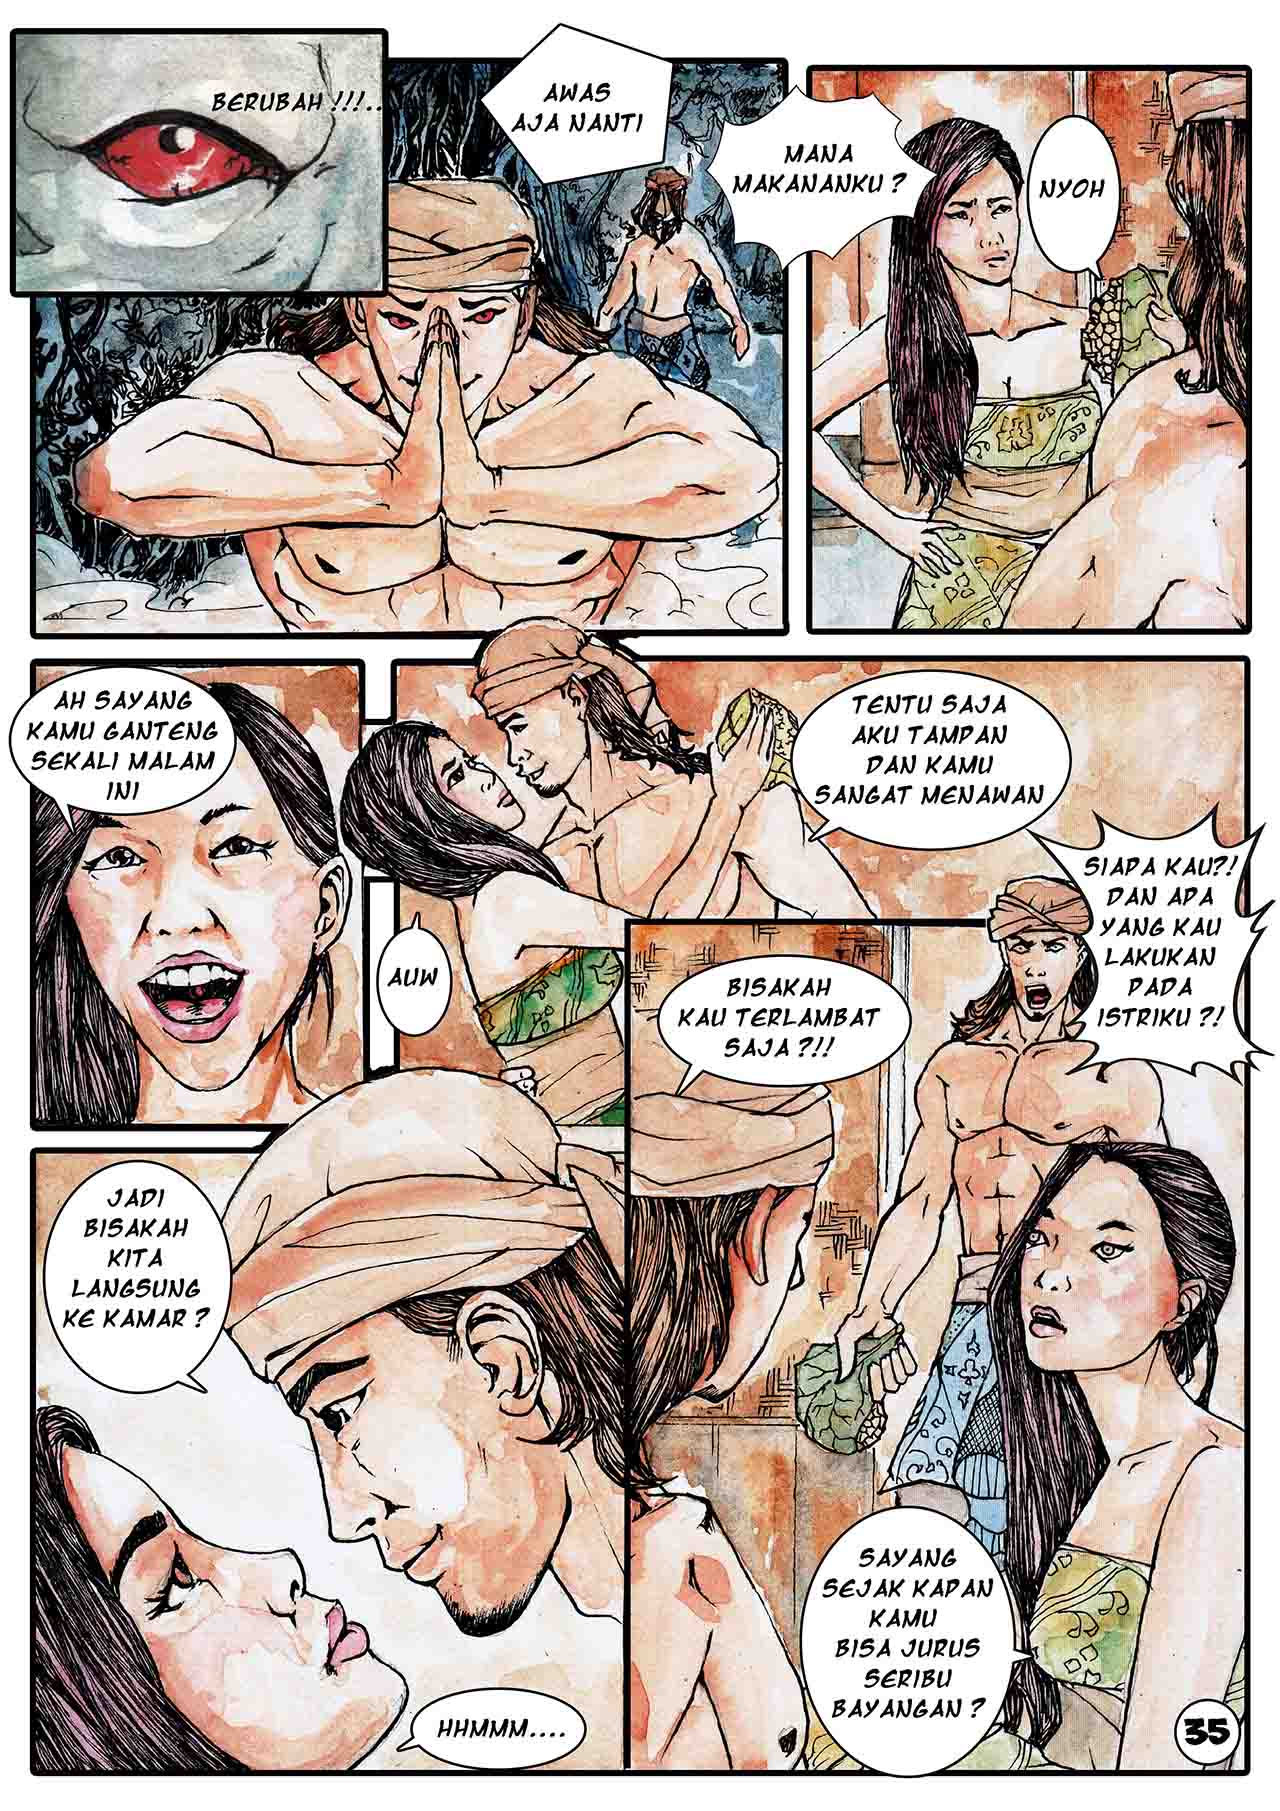 BERUBAH !!!...
AWAS
AJA NANTI
MANA
MAKANANKU ?
NYOH
AH SAYANG
KAMU GANTENG
SEKALI MALAM
INI
TENTU SAJA
AKU TAMPAN
DAN KAMU
SANGAT MENAWAN
AUW
BISAKAH
KAU TERLAMBAT
SAJA ?!!
SIAPA KAU?!
DAN APA
YANG KAU
LAKUKAN
PADA
ISTRIKU ?!
JADI
BISAKAH
KITA
LANGSUNG
KE KAMAR ?
HHMMM....
SAYANG
SEJAK KAPAN
KAMU
BISA JURUS
SERIBU
BAYANGAN ?
35